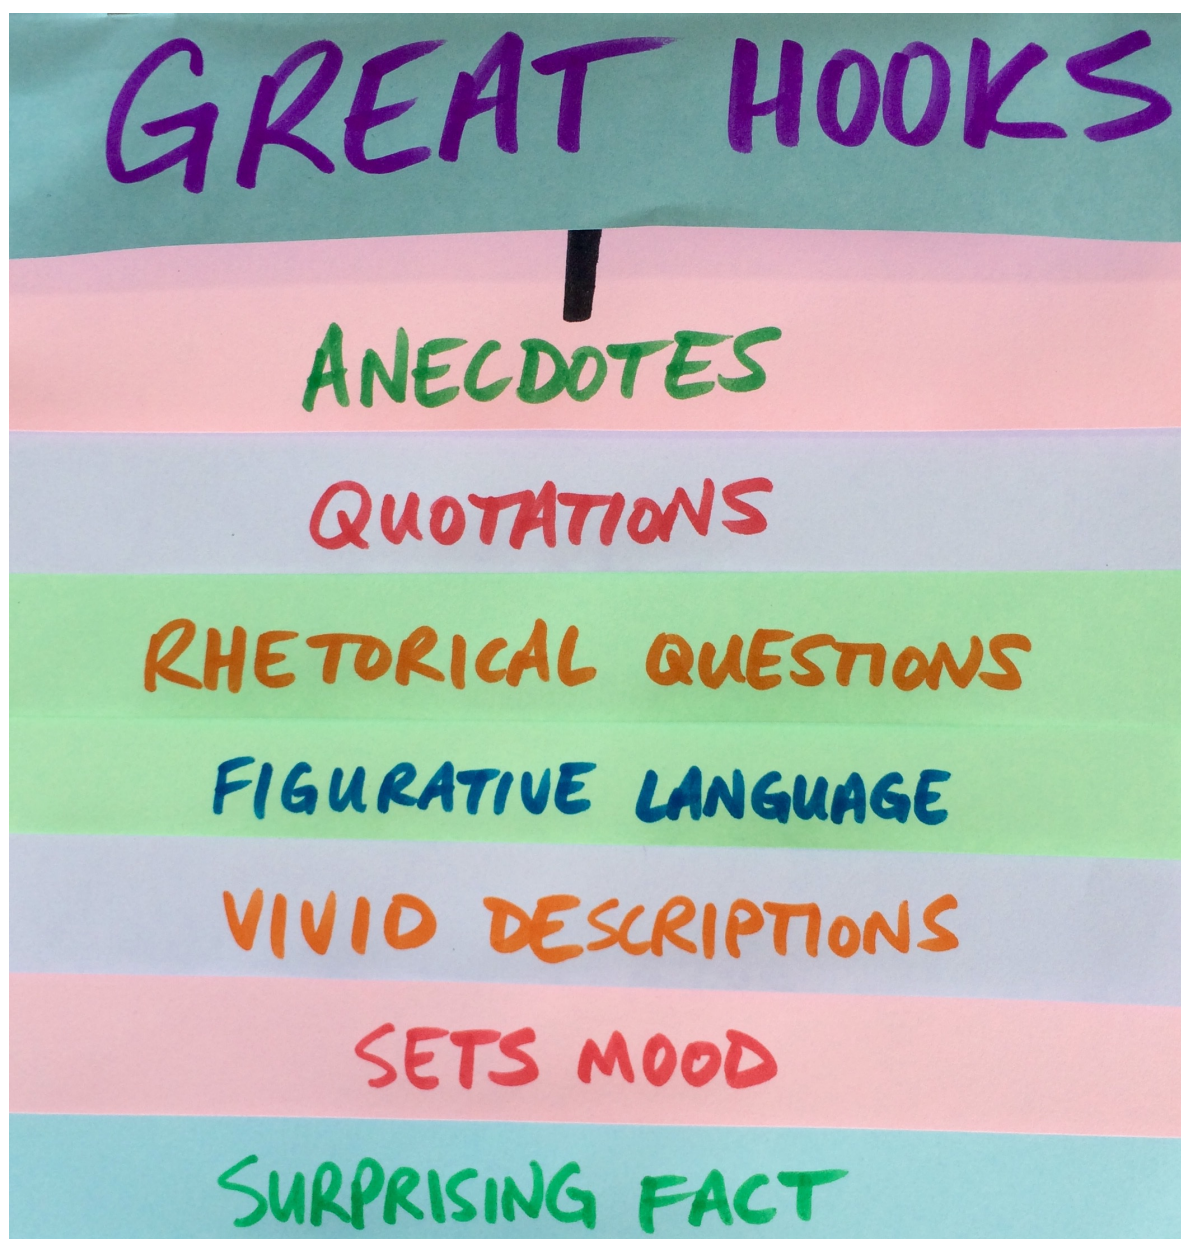 GREAT HOOKS
ANECDOTES
QUOTATIONS
RHETORICAL QUESTIONS
FIGURATIVE LANGUAGE
VIVID DESCRIPTIONS
SETS MOOD
SURPRISING FACT